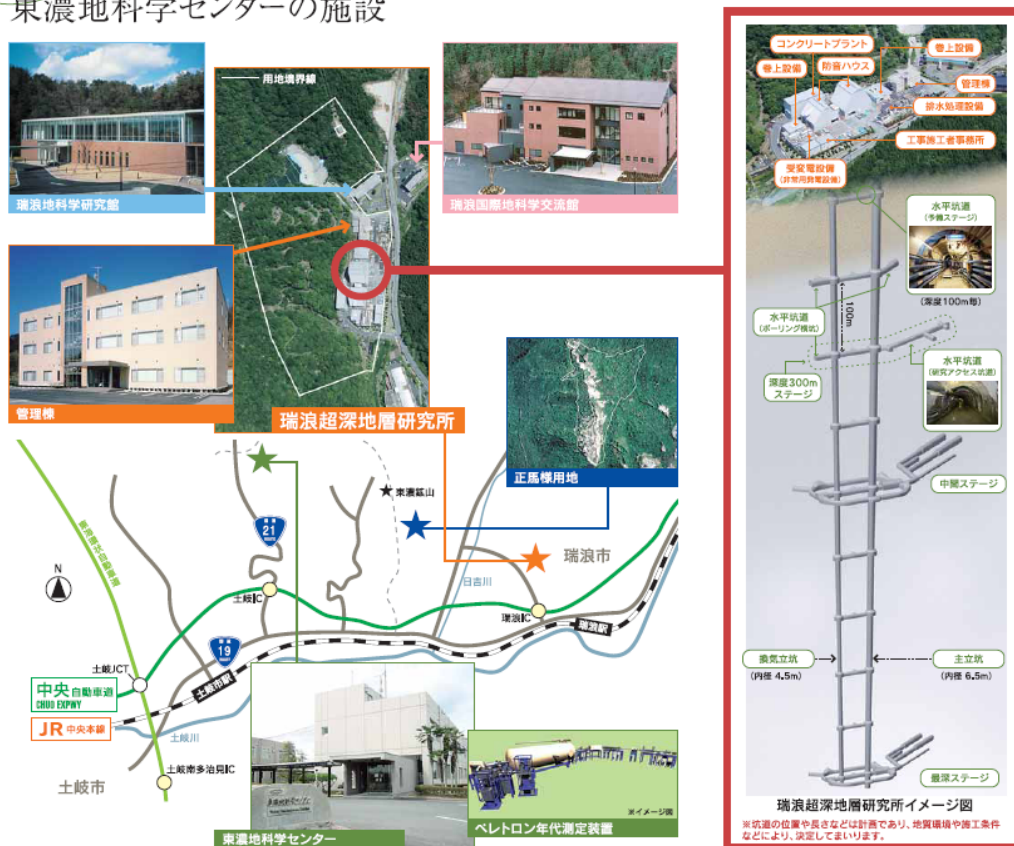 東濃地科学センターの施設
用地境界線
瑞浪地科学研究館
瑞浪国際地科学交流館
管理棟
瑞浪超深地層研究所
正馬様用地
東濃鉱山
東海環状自動車道
N
国道
21
ROUTE
土岐IC
日吉川
瑞浪市
瑞浪IC
瑞浪駅
国道
19
ROUTE
土岐市駅
土岐JCT
中央自動車道
CHUO EXPWY
JR 中央本線
土岐川
土岐南多治見IC
土岐市
東濃地科学センター
※イメージ図
ペレトロン年代測定装置
コンクリートプラント
巻上設備
巻上設備
防音ハウス
管理棟
排水処理設備
工事施工者事務所
受変電設備
(非常用発電設備)
水平坑道
(予備ステージ)
(深度100m毎)
水平坑道
(ボーリング横坑)
100m
水平坑道
(研究アクセス坑道)
深度300m
ステージ
中間ステージ
換気立坑
(内径 4.5m)
主立坑
(内径 6.5m)
最深ステージ
瑞浪超深地層研究所イメージ図
※坑道の位置や長さなどは計画であり、地質環境や施工条件
などにより、決定してまいります。